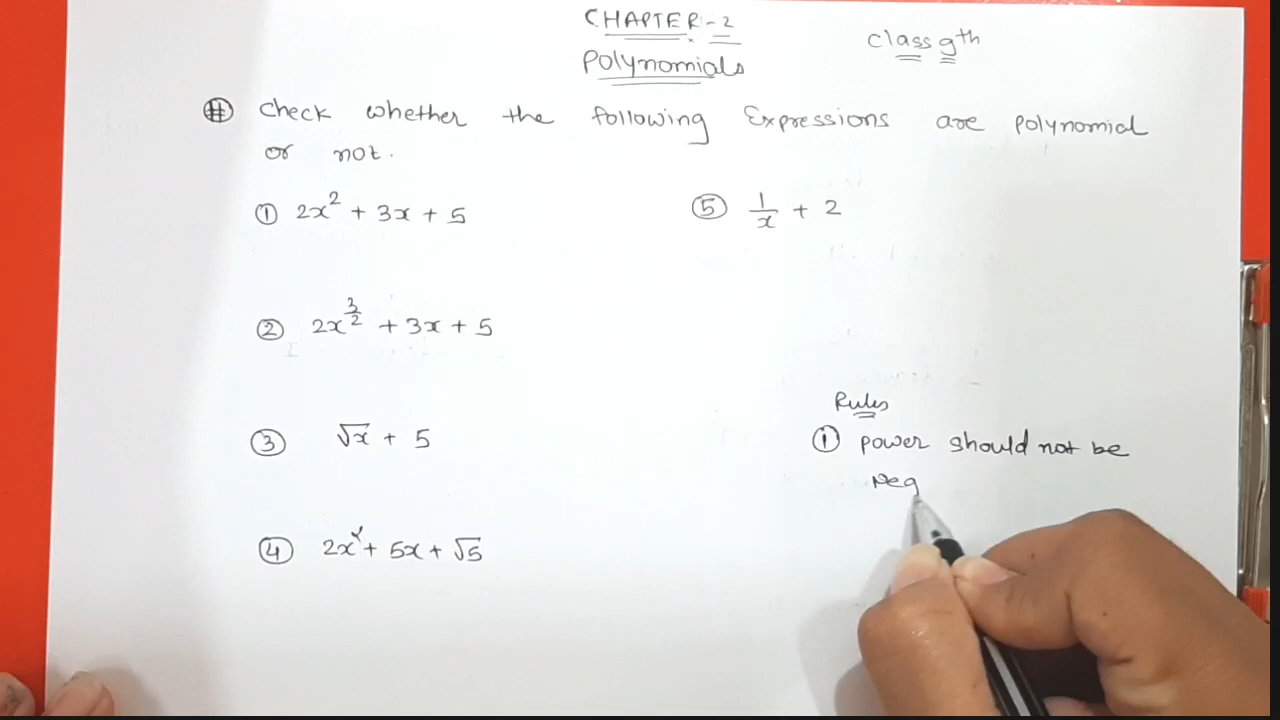 CHAPTER-2
Polynomials
Class 9th
# Check whether the following Expressions are polynomial
or not.
① 2x² + 3x + 5
② 2x^(3/2) + 3x + 5
③ √x + 5
④ 2x² + 5x + √5
⑤ 1/x + 2
Rules
① power should not be
Neg